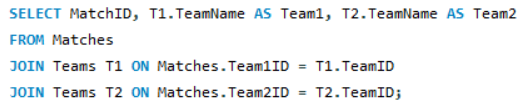 SELECT MatchID, T1.TeamName AS Team1, T2.TeamName AS Team2
FROM Matches
JOIN Teams T1 ON Matches.Team1ID = T1.TeamID
JOIN Teams T2 ON Matches.Team2ID = T2.TeamID;